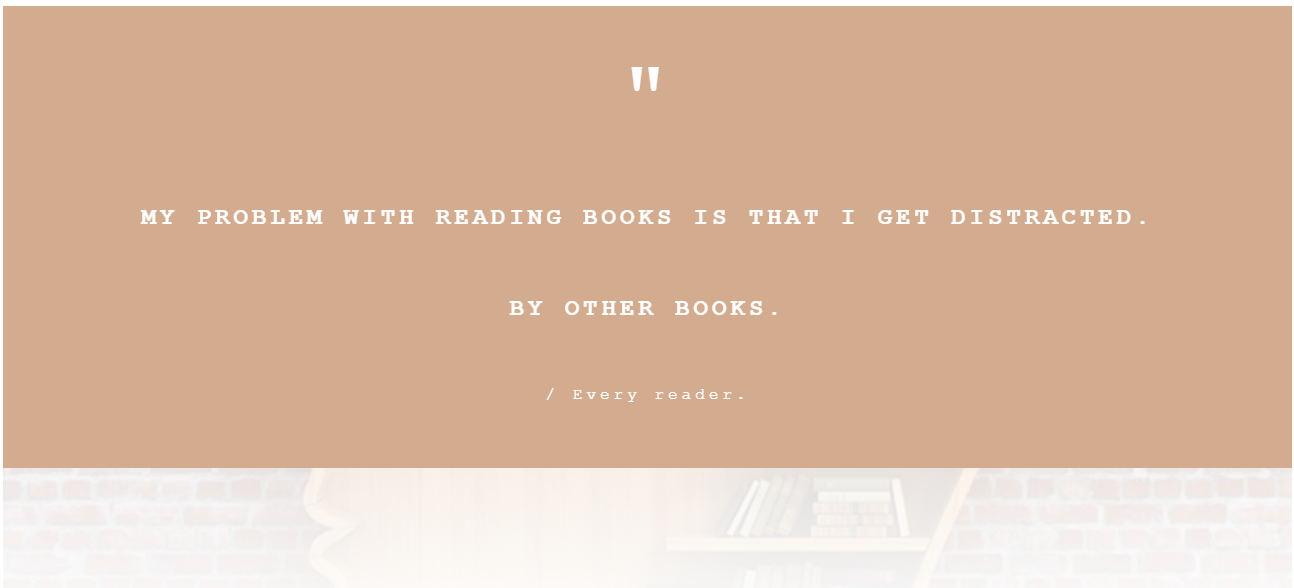 "
MY PROBLEM WITH READING BOOKS IS THAT I GET DISTRACTED.
BY OTHER BOOKS.
/ Every reader.